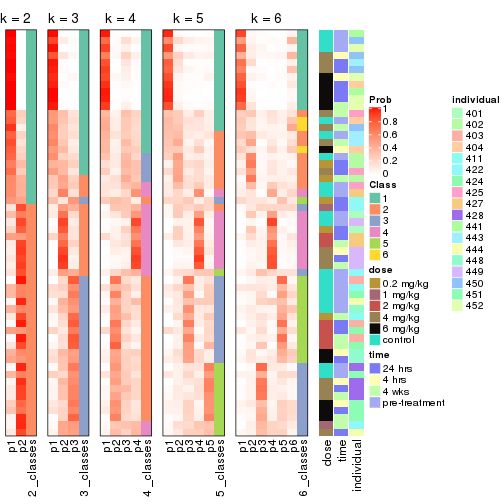 k = 2 k = 3 k = 4 k = 5 k = 6
p1 p2 2_classes
p1 p2 p3 3_classes
p1 p2 p3 p4 4_classes
p1 p2 p3 p4 p5 5_classes
p1 p2 p3 p4 p5 p6 6_classes
dose time individual
Prob
1
0.8
0.6
0.4
0.2
0
Class
1
2
3
4
5
6
dose
0.2 mg/kg
1 mg/kg
2 mg/kg
4 mg/kg
6 mg/kg
control
time
24 hrs
4 hrs
4 wks
pre-treatment
Individual
401
402
403
404
411
422
424
425
427
428
441
443
444
448
449
450
451
452